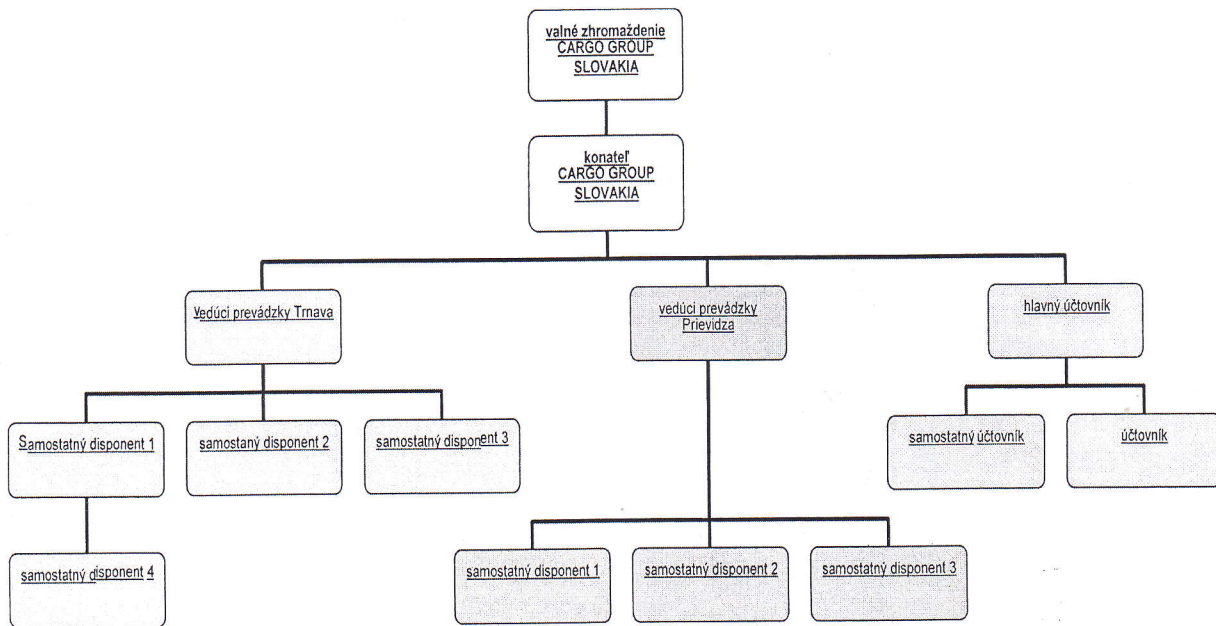 valné zhromaždenie
CARGO GROUP
SLOVAKIA
konateľ
CARGO GROUP
SLOVAKIA
Vedúci prevádzky Trnava
vedúci prevádzky
Prievidza
hlavný účtovník
Samostatný disponent 1
samostaný disponent 2
samostatný disponent 3
samostatný účtovník
účtovník
samostatný disponent 4
samostatný disponent 1
samostatný disponent 2
samostatný disponent 3